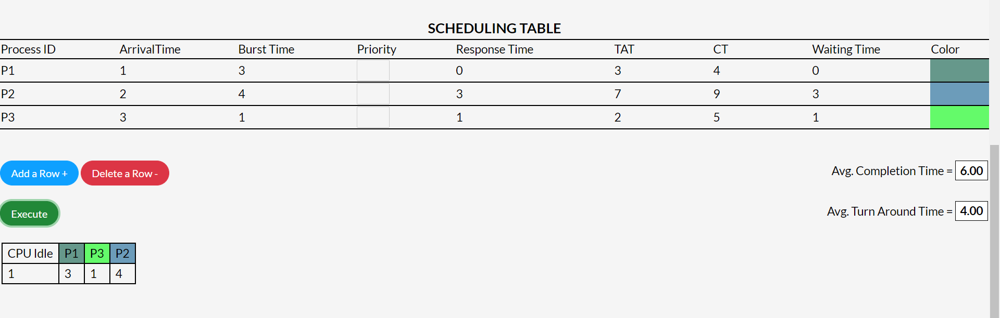 SCHEDULING TABLE
Process ID ArrivalTime Burst Time Priority Response Time TAT CT Waiting Time Color
P1 1 3 0 3 4 0
P2 2 4 3 7 9 3
P3 3 1 1 2 5 1
Add a Row + Delete a Row - Avg. Completion Time = 6.00
Execute Avg. Turn Around Time = 4.00
CPU Idle P1 P3 P2
1 3 1 4